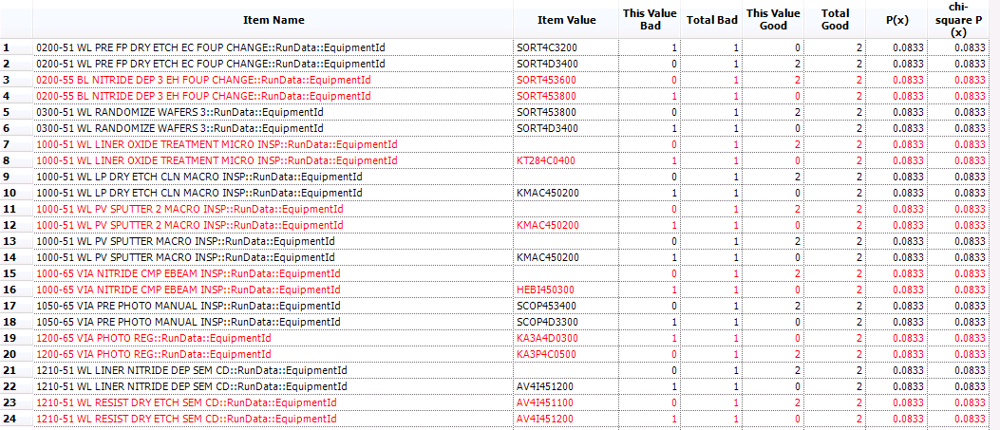 Item Name Item Value This Value Bad Total Bad This Value Good Total Good P(x) chi-square P (x)
1 0200-51 WL PRE FP DRY ETCH EC FOUP CHANGE::RunData::EquipmentId SORT4C3200 1 1 0 2 0.0833 0.0833
2 0200-51 WL PRE FP DRY ETCH EC FOUP CHANGE::RunData::EquipmentId SORT4D3400 0 1 2 2 0.0833 0.0833
3 0200-55 BL NITRIDE DEP 3 EH FOUP CHANGE::RunData::EquipmentId SORT453600 0 1 2 2 0.0833 0.0833
4 0200-55 BL NITRIDE DEP 3 EH FOUP CHANGE::RunData::EquipmentId SORT453800 1 1 0 2 0.0833 0.0833
5 0300-51 WL RANDOMIZE WAFERS 3::RunData::EquipmentId SORT453800 0 1 2 2 0.0833 0.0833
6 0300-51 WL RANDOMIZE WAFERS 3::RunData::EquipmentId SORT4D3400 1 1 0 2 0.0833 0.0833
7 1000-51 WL LINER OXIDE TREATMENT MICRO INSP::RunData::EquipmentId 0 1 2 2 0.0833 0.0833
8 1000-51 WL LINER OXIDE TREATMENT MICRO INSP::RunData::EquipmentId KT284C0400 1 1 0 2 0.0833 0.0833
9 1000-51 WL LP DRY ETCH CLN MACRO INSP::RunData::EquipmentId 0 1 2 2 0.0833 0.0833
10 1000-51 WL LP DRY ETCH CLN MACRO INSP::RunData::EquipmentId KMAC450200 1 1 0 2 0.0833 0.0833
11 1000-51 WL PV SPUTTER 2 MACRO INSP::RunData::EquipmentId 0 1 2 2 0.0833 0.0833
12 1000-51 WL PV SPUTTER 2 MACRO INSP::RunData::EquipmentId KMAC450200 1 1 0 2 0.0833 0.0833
13 1000-51 WL PV SPUTTER MACRO INSP::RunData::EquipmentId 0 1 2 2 0.0833 0.0833
14 1000-51 WL PV SPUTTER MACRO INSP::RunData::EquipmentId KMAC450200 1 1 0 2 0.0833 0.0833
15 1000-65 VIA NITRIDE CMP EBEAM INSP::RunData::EquipmentId 0 1 2 2 0.0833 0.0833
16 1000-65 VIA NITRIDE CMP EBEAM INSP::RunData::EquipmentId HEBI450300 1 1 0 2 0.0833 0.0833
17 1050-65 VIA PRE PHOTO MANUAL INSP::RunData::EquipmentId SCOP453400 0 1 2 2 0.0833 0.0833
18 1050-65 VIA PRE PHOTO MANUAL INSP::RunData::EquipmentId SCOP4D3300 1 1 0 2 0.0833 0.0833
19 1200-65 VIA PHOTO REG::RunData::EquipmentId KA3A4D0300 1 1 0 2 0.0833 0.0833
20 1200-65 VIA PHOTO REG::RunData::EquipmentId KA3P4C0500 0 1 2 2 0.0833 0.0833
21 1210-51 WL LINER NITRIDE DEP SEM CD::RunData::EquipmentId 0 1 2 2 0.0833 0.0833
22 1210-51 WL LINER NITRIDE DEP SEM CD::RunData::EquipmentId AV4I451200 1 1 0 2 0.0833 0.0833
23 1210-51 WL RESIST DRY ETCH SEM CD::RunData::EquipmentId AV4I451100 0 1 2 2 0.0833 0.0833
24 1210-51 WL RESIST DRY ETCH SEM CD::RunData::EquipmentId AV4I451200 1 1 0 2 0.0833 0.0833